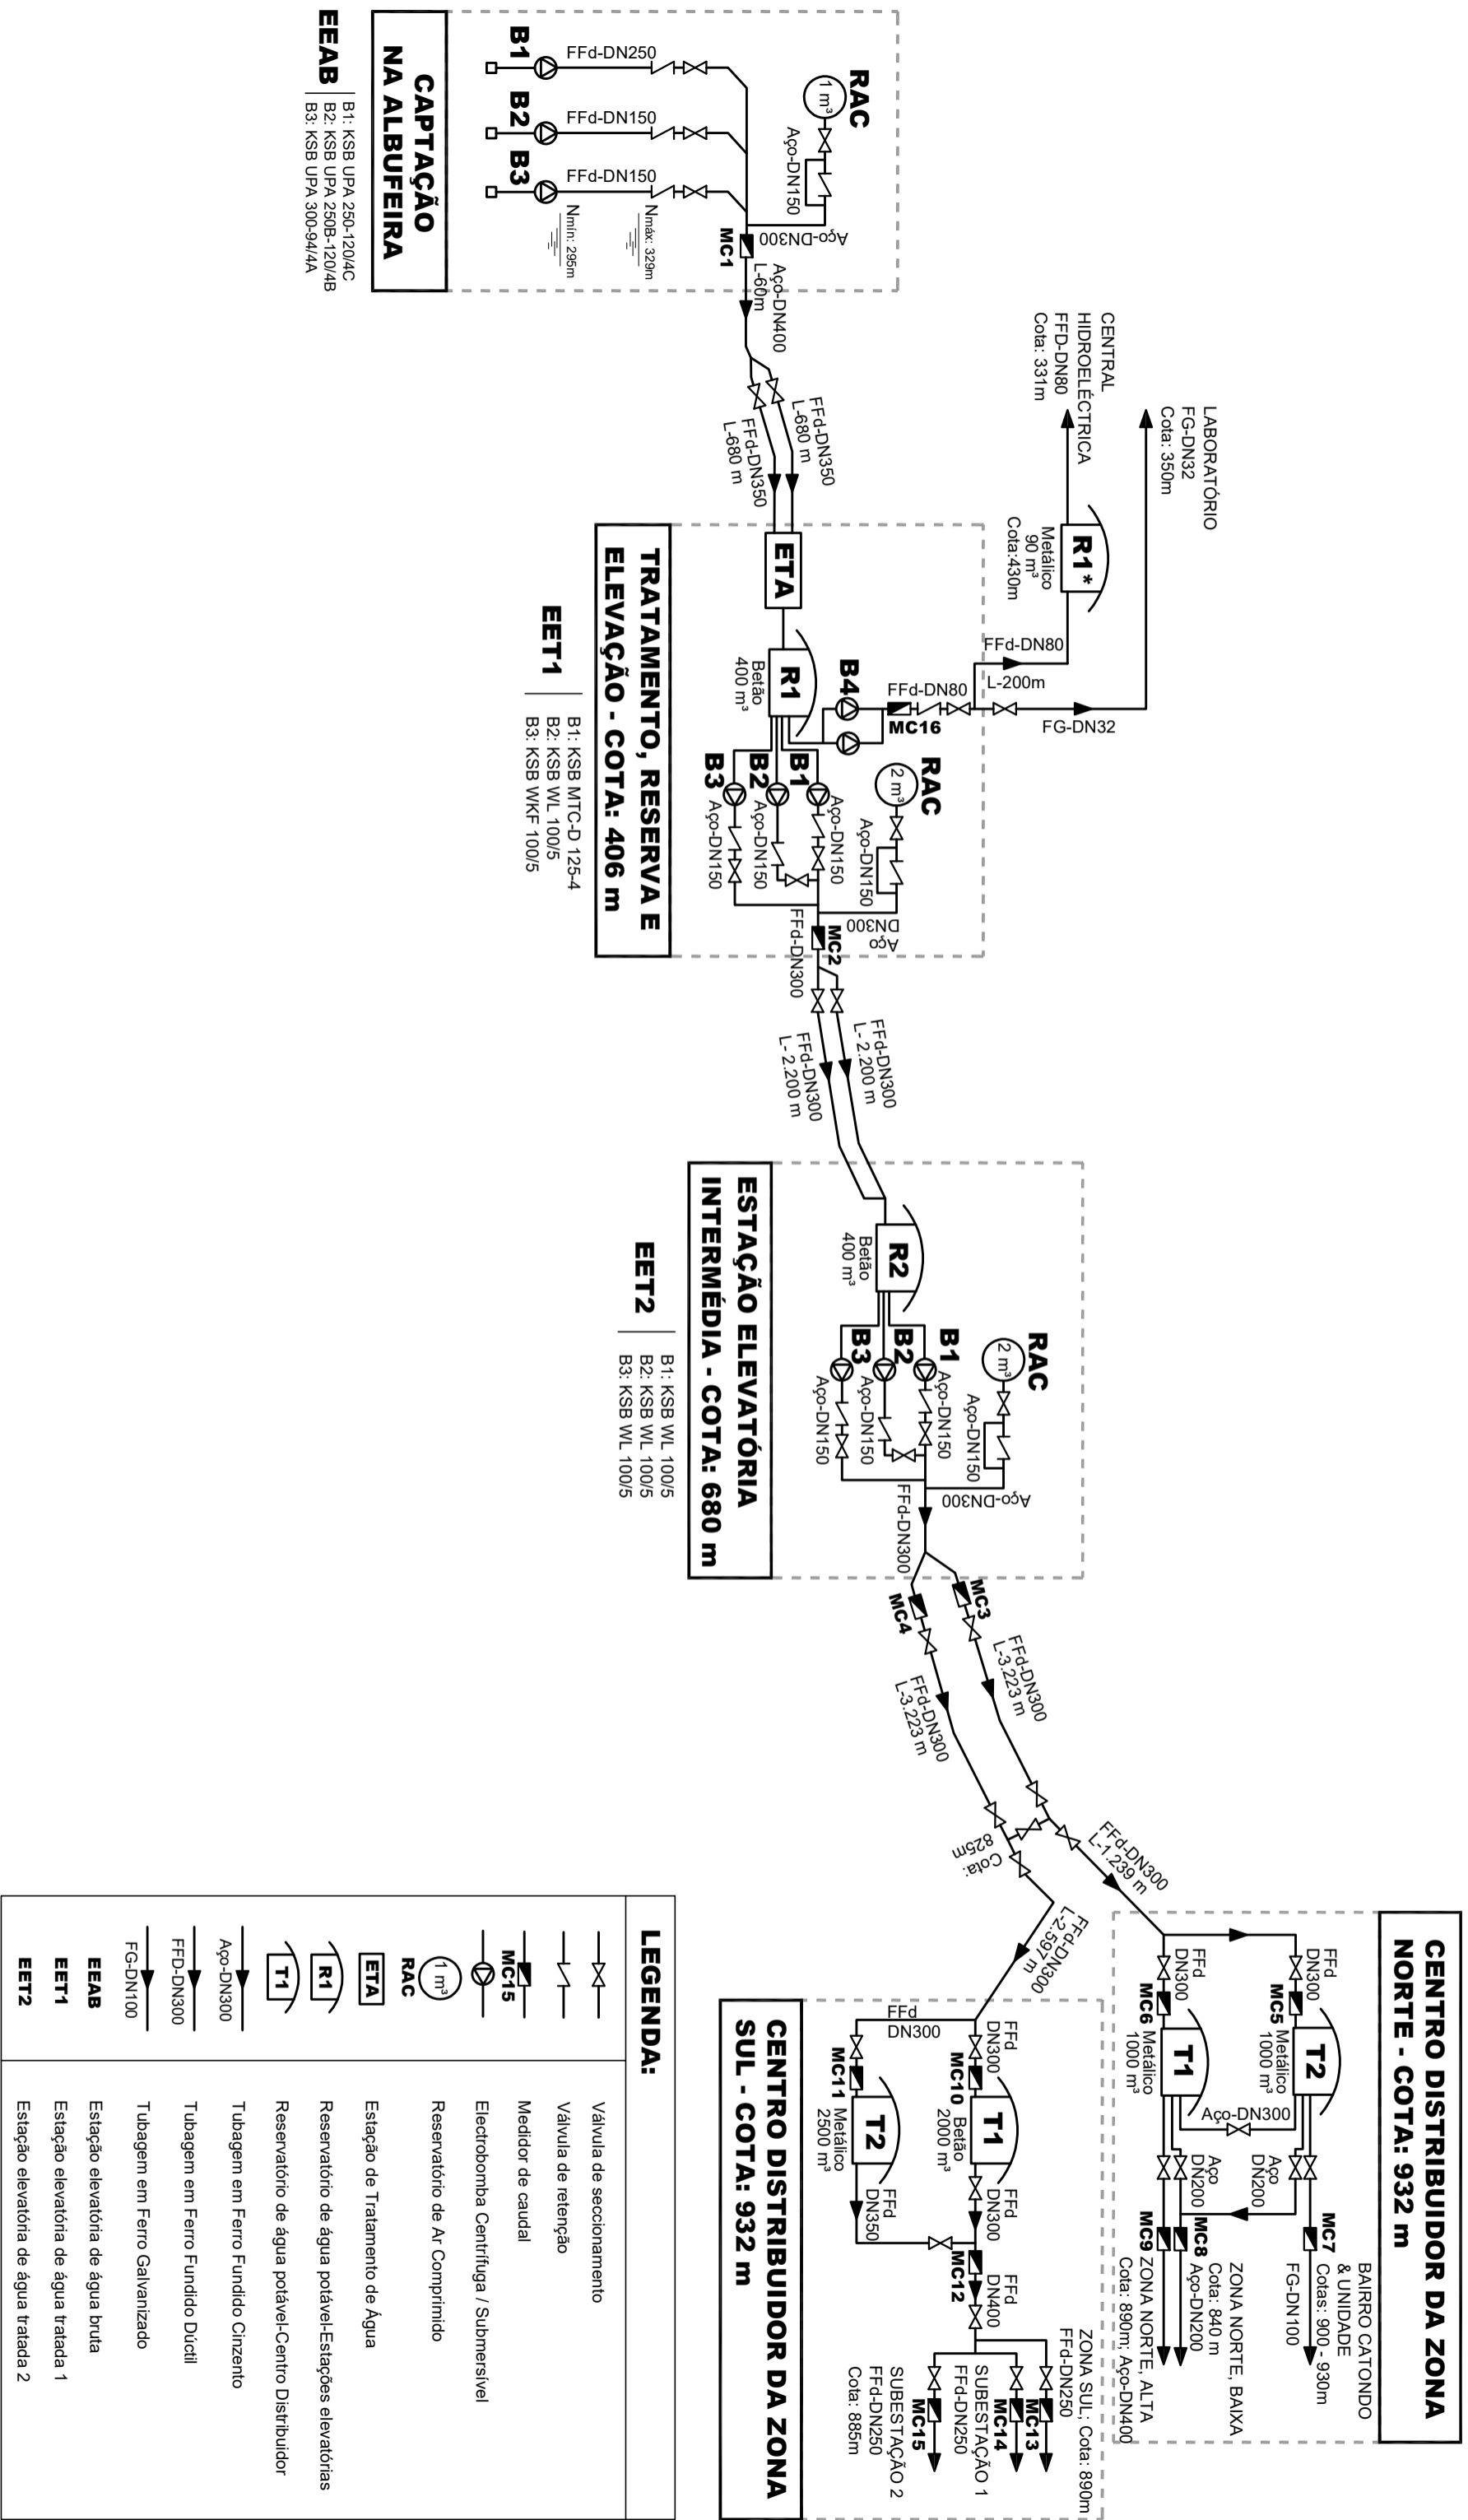 CAPTAÇÃO
NA ALBUFEIRA
EEAB
B1: KSB UPA 250-120/4C
B2: KSB UPA 250B-120/4B
B3: KSB UPA 300-94/4A
B1
FFd-DN250
B2
FFd-DN150
B3
FFd-DN150
RAC
1 m³
Aço-DN150
Aço-DN300
Nmáx: 329m
Nmín: 295m
MC1
Aço-DN400
L-60m
FFd-DN350
L-680 m
FFd-DN350
L-680 m
CENTRAL
HIDROELÉCTRICA
FFD-DN80
Cota: 331m
LABORATÓRIO
FG-DN32
Cota: 350m
R1*
Metálico
90 m³
Cota:430m
FFd-DN80
L-200m
FG-DN32
TRATAMENTO, RESERVA E
ELEVAÇÃO - COTA: 406 m
EET1
B1: KSB MTC-D 125-4
B2: KSB WL 100/5
B3: KSB WKF 100/5
ETA
R1
Betão
400 m³
B4
FFd-DN80
MC16
RAC
2 m³
Aço-DN150
Aço
DN300
B1
Aço-DN150
B2
Aço-DN150
B3
Aço-DN150
MC2
FFd-DN300
FFd-DN300
L- 2.200 m
FFd-DN300
L- 2.200 m
ESTAÇÃO ELEVATÓRIA
INTERMÉDIA - COTA: 680 m
EET2
B1: KSB WL 100/5
B2: KSB WL 100/5
B3: KSB WL 100/5
R2
Betão
400 m³
RAC
2 m³
Aço-DN150
Aço-DN300
B1
Aço-DN150
B2
Aço-DN150
B3
Aço-DN150
FFd-DN300
MC3
MC4
FFd-DN300
L-3.223 m
FFd-DN300
L-3.223 m
Cota:
825m
FFd-DN300
L-1.239 m
FFd-DN300
L-2.597 m
CENTRO DISTRIBUIDOR DA ZONA
NORTE - COTA: 932 m
FFd
DN300
MC5
T2
Metálico
1000 m³
FFd
DN300
MC6
T1
Metálico
1000 m³
Aço-DN300
Aço
DN200
Aço
DN200
MC7
BAIRRO CATONDO
& UNIDADE
Cotas: 900 - 930m
FG-DN100
MC8
ZONA NORTE, BAIXA
Cota: 840 m
Aço-DN200
MC9
ZONA NORTE, ALTA
Cota: 890m; Aço-DN400
CENTRO DISTRIBUIDOR DA ZONA
SUL - COTA: 932 m
FFd
DN300
FFd
DN300
MC10
T1
Betão
2000 m³
MC11
T2
Metálico
2500 m³
FFd
DN300
FFd
DN350
MC12
FFd
DN400
ZONA SUL; Cota: 890m
FFd-DN250
MC13
MC14
SUBESTAÇÃO 1
FFd-DN250
MC15
SUBESTAÇÃO 2
FFd-DN250
Cota: 885m
LEGENDA:
Válvula de seccionamento
Válvula de retenção
MC15
Medidor de caudal
Electrobomba Centrífuga / Submersível
1 m³
RAC
Reservatório de Ar Comprimido
ETA
Estação de Tratamento de Água
R1
Reservatório de água potável-Estações elevatórias
T1
Reservatório de água potável-Centro Distribuidor
Aço-DN300
Tubagem em Ferro Fundido Cinzento
FFD-DN300
Tubagem em Ferro Fundido Dúctil
FG-DN100
Tubagem em Ferro Galvanizado
EEAB
Estação elevatória de água bruta
EET1
Estação elevatória de água tratada 1
EET2
Estação elevatória de água tratada 2